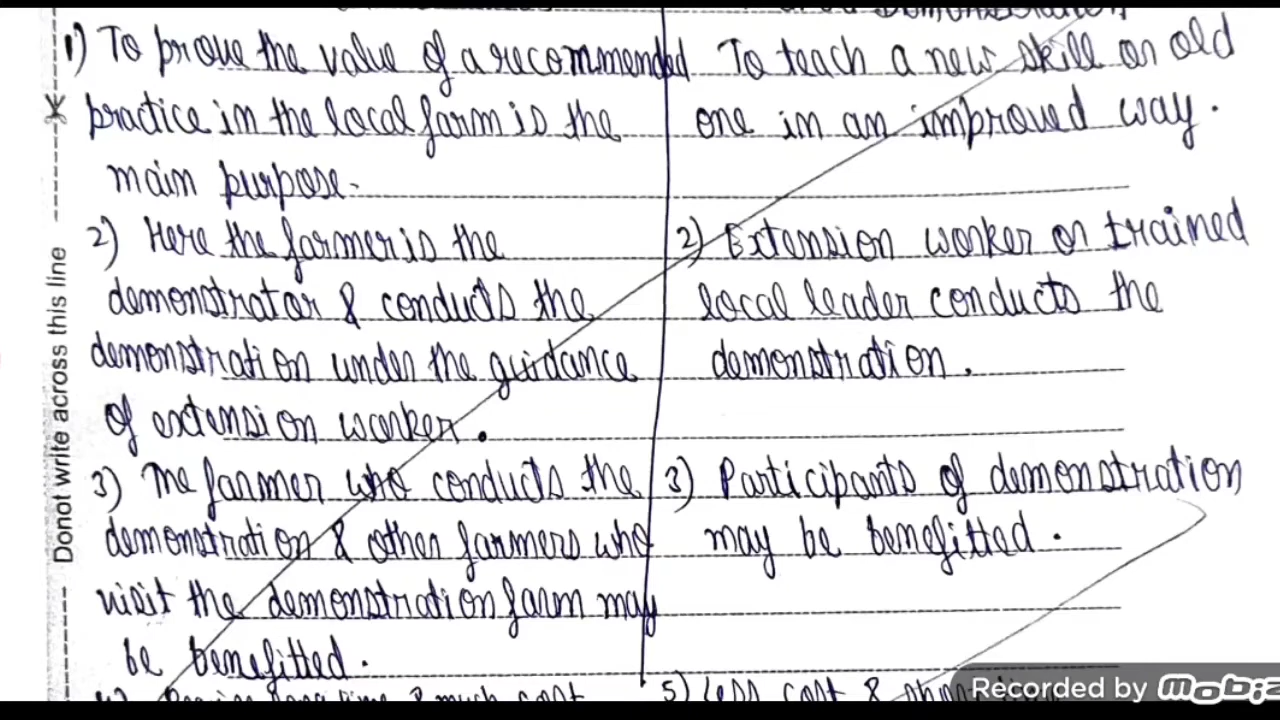 Demonstration
1) To prove the value of a recommended
practice in the local farm is the
main purpose.
2) Here the farmer is the
demonstrator & conducts the
demonstration under the guidance
of extension worker.
3) The farmer who conducts the
demonstration & other farmers who
visit the demonstration farm may
be benefitted.
To teach a new skill or old
one in an improved way.
2) Extension worker or trained
local leader conducts the
demonstration.
3) Participants of demonstration
may be benefitted.
5) Less cost &
Donot write across this line
Recorded by